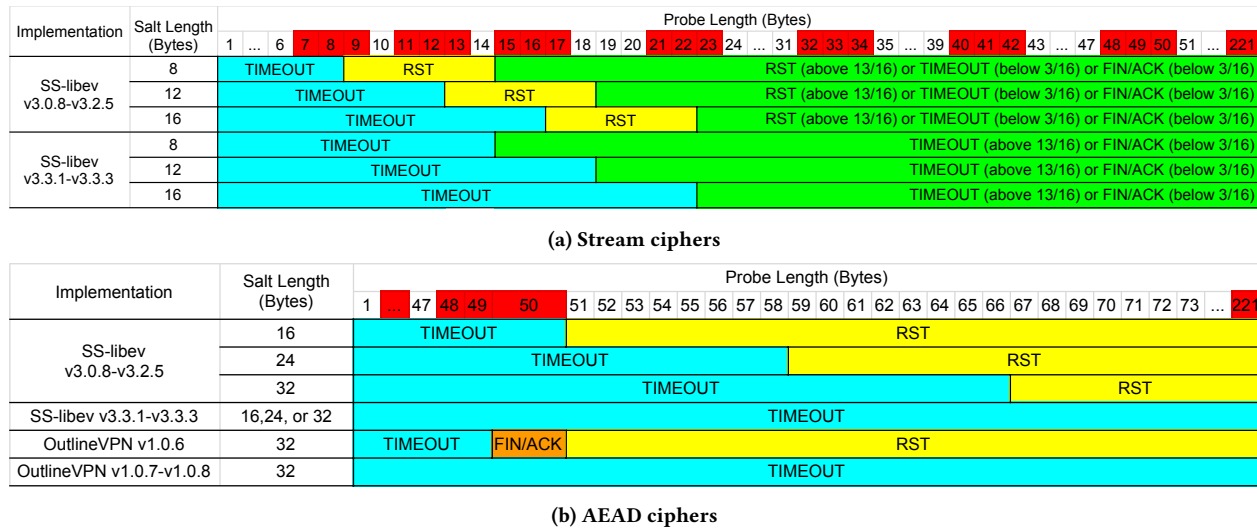 Implementation Salt Length (Bytes) Probe Length (Bytes)
1 ... 6 7 8 9 10 11 12 13 14 15 16 17 18 19 20 21 22 23 24 ... 31 32 33 34 35 ... 39 40 41 42 43 ... 47 48 49 50 51 ... 221
SS-libev v3.0.8-v3.2.5
8 TIMEOUT RST RST (above 13/16) or TIMEOUT (below 3/16) or FIN/ACK (below 3/16)
12 TIMEOUT RST RST (above 13/16) or TIMEOUT (below 3/16) or FIN/ACK (below 3/16)
16 TIMEOUT RST RST (above 13/16) or TIMEOUT (below 3/16) or FIN/ACK (below 3/16)
SS-libev v3.3.1-v3.3.3
8 TIMEOUT TIMEOUT (above 13/16) or FIN/ACK (below 3/16)
12 TIMEOUT TIMEOUT (above 13/16) or FIN/ACK (below 3/16)
16 TIMEOUT TIMEOUT (above 13/16) or FIN/ACK (below 3/16)
(a) Stream ciphers
Implementation Salt Length (Bytes) Probe Length (Bytes)
1 ... 47 48 49 50 51 52 53 54 55 56 57 58 59 60 61 62 63 64 65 66 67 68 69 70 71 72 73 ... 221
SS-libev v3.0.8-v3.2.5
16 TIMEOUT RST
24 TIMEOUT RST
32 TIMEOUT RST
SS-libev v3.3.1-v3.3.3 16,24, or 32 TIMEOUT
OutlineVPN v1.0.6 32 TIMEOUT FIN/ACK RST
OutlineVPN v1.0.7-v1.0.8 32 TIMEOUT
(b) AEAD ciphers